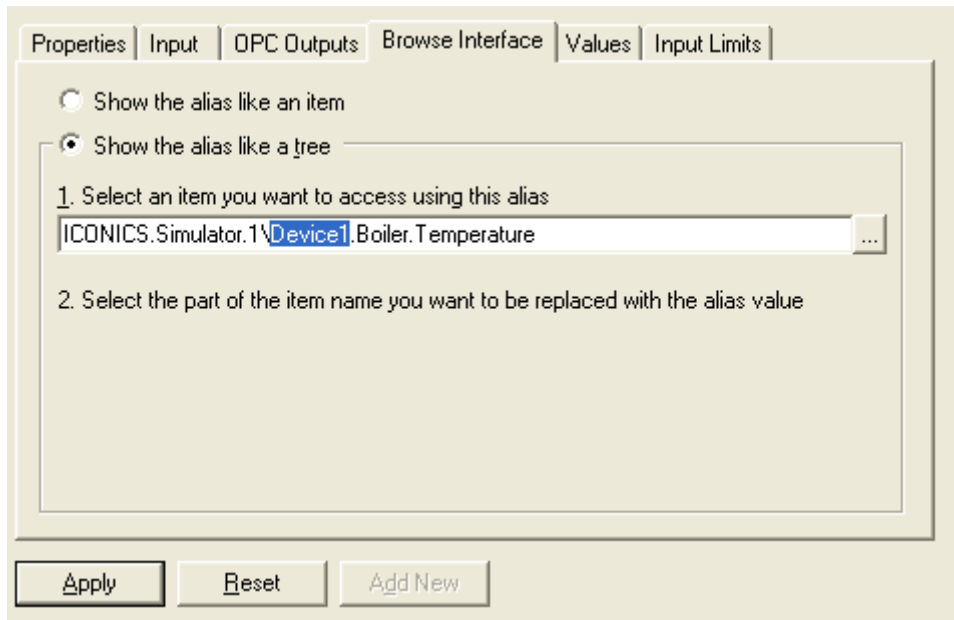 Properties Input OPC Outputs Browse Interface Values Input Limits
Show the alias like an item
Show the alias like a tree
1. Select an item you want to access using this alias
ICONICS.Simulator.1\Device1.Boiler.Temperature ...
2. Select the part of the item name you want to be replaced with the alias value
Apply Reset Add New